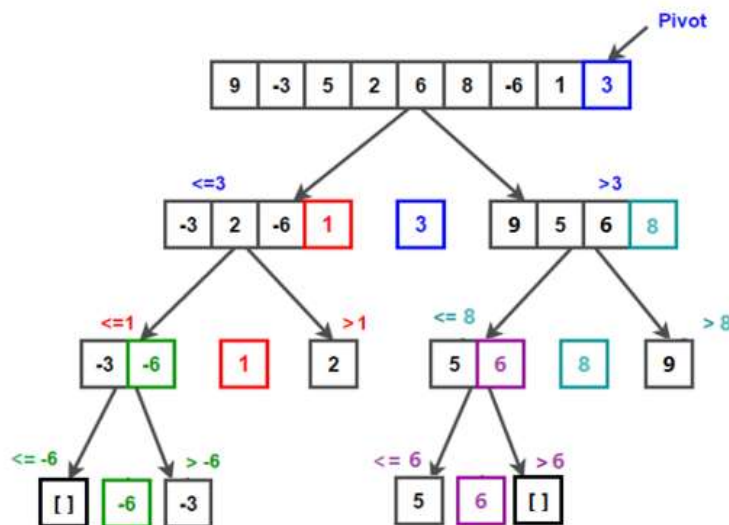 Pivot
9 -3 5 2 6 8 -6 1 3
<=3 >3
-3 2 -6 1 3 9 5 6 8
<=1 >1 <= 8 > 8
-3 -6 1 2 5 6 8 9
<= -6 > -6 <= 6 > 6
[ ] -6 -3 5 6 [ ]